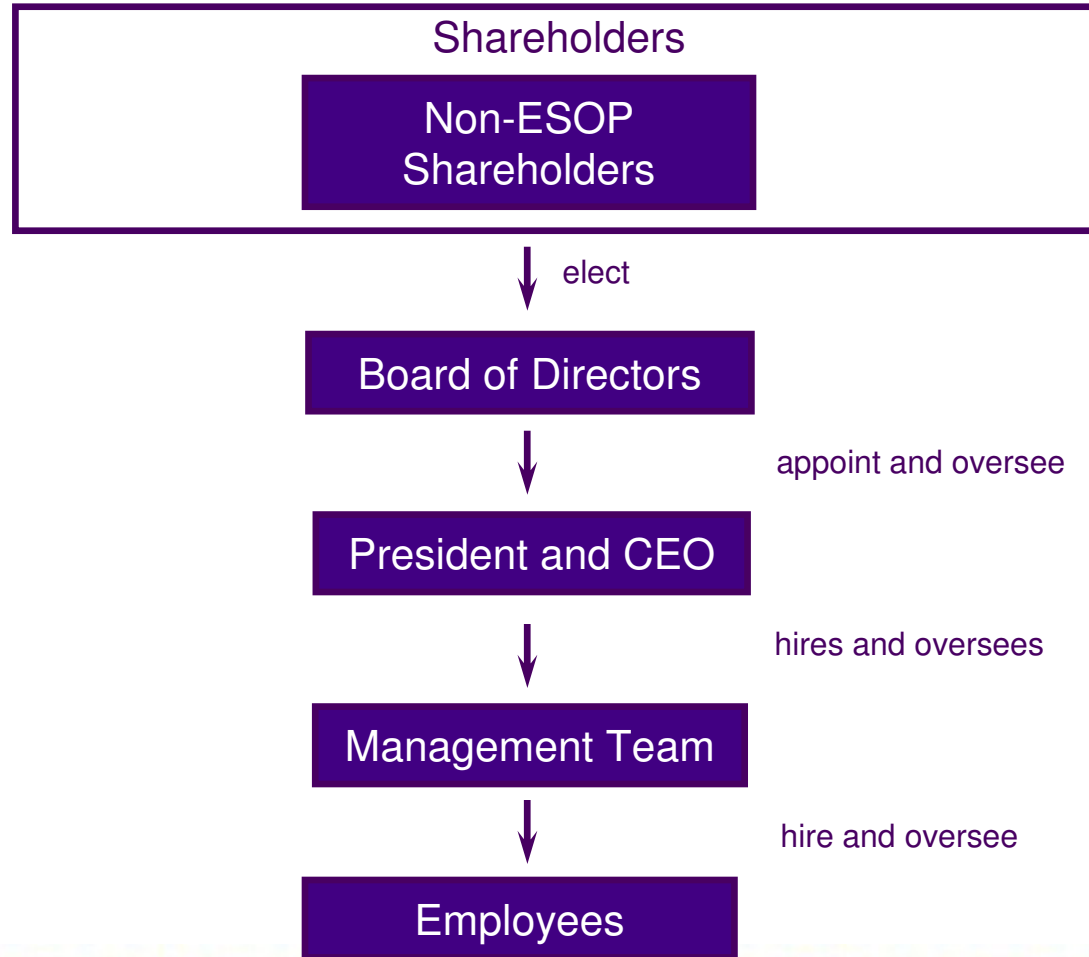 Shareholders
Non-ESOP
Shareholders
elect
Board of Directors
appoint and oversee
President and CEO
hires and oversees
Management Team
hire and oversee
Employees